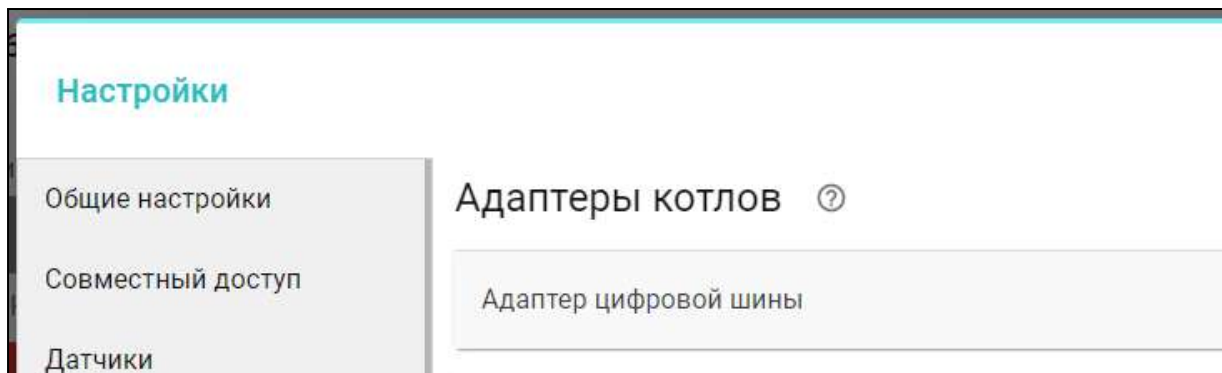 Настройки
Общие настройки
Совместный доступ
Датчики
Адаптеры котлов
Адаптер цифровой шины